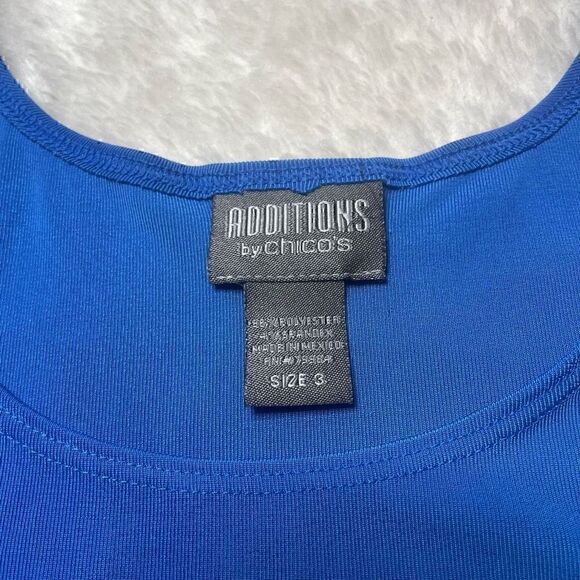 ADDITIONS
by chico's
POLYESTER
SPANDEX
MADE IN MEXICO
SIZE 3